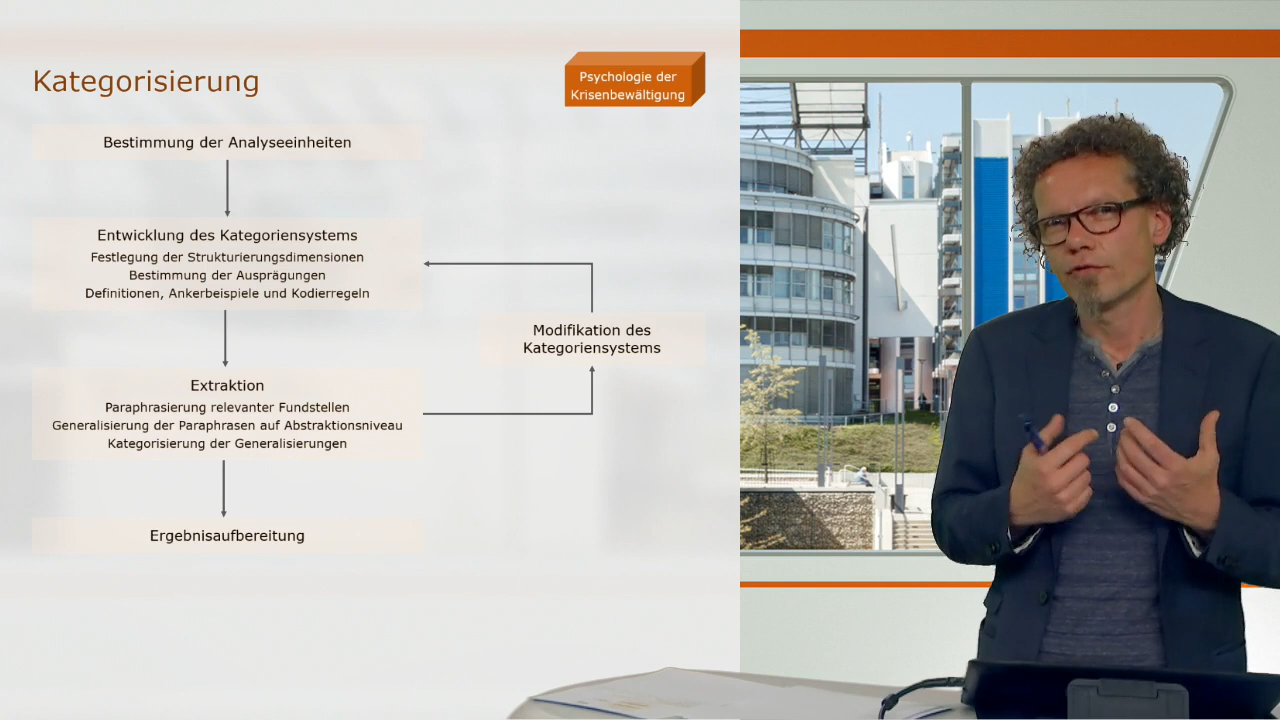 Kategorisierung
Psychologie der
Krisenbewältigung
Bestimmung der Analyseeinheiten
Entwicklung des Kategoriensystems
Festlegung der Strukturierungsdimensionen
Bestimmung der Ausprägungen
Definitionen, Ankerbeispiele und Kodierregeln
Modifikation des
Kategoriensystems
Extraktion
Paraphrasierung relevanter Fundstellen
Generalisierung der Paraphrasen auf Abstraktionsniveau
Kategorisierung der Generalisierungen
Ergebnisaufbereitung